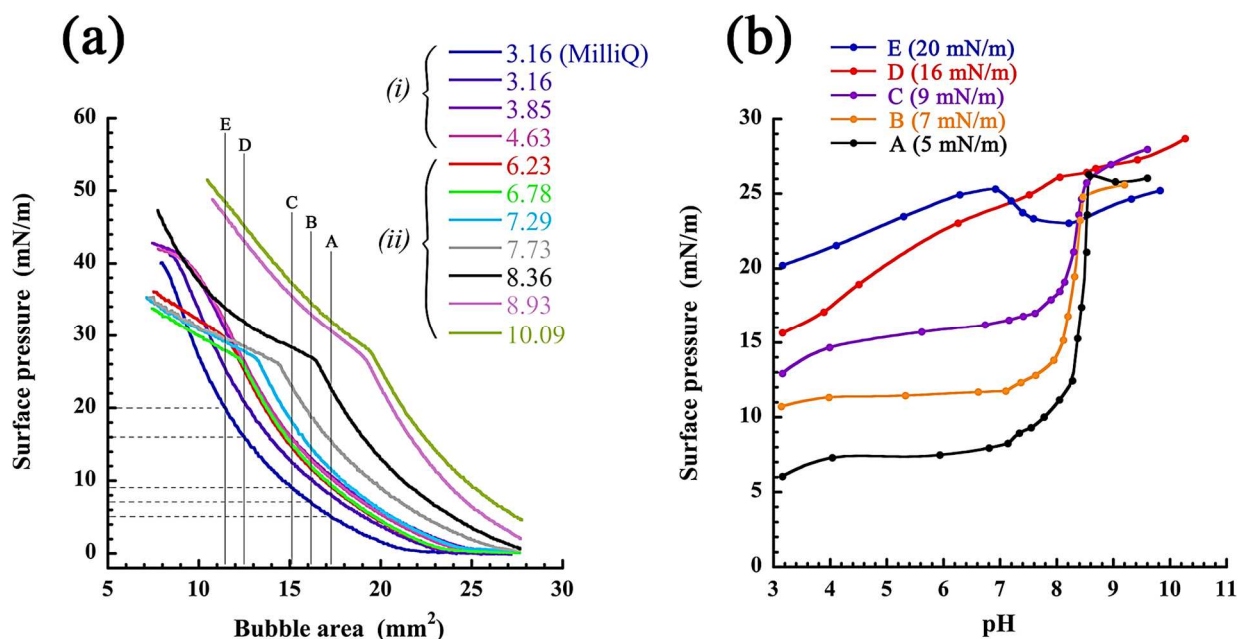 (a)
(i)
3.16 (MilliQ)
3.16
3.85
4.63
(ii)
6.23
6.78
7.29
7.73
8.36
8.93
10.09
E
D
C
B
A
60
50
40
30
20
10
0
Surface pressure (mN/m)
5 10 15 20 25 30
Bubble area (mm²)
(b)
E (20 mN/m)
D (16 mN/m)
C (9 mN/m)
B (7 mN/m)
A (5 mN/m)
30
25
20
15
10
5
0
Surface pressure (mN/m)
3 4 5 6 7 8 9 10 11
pH